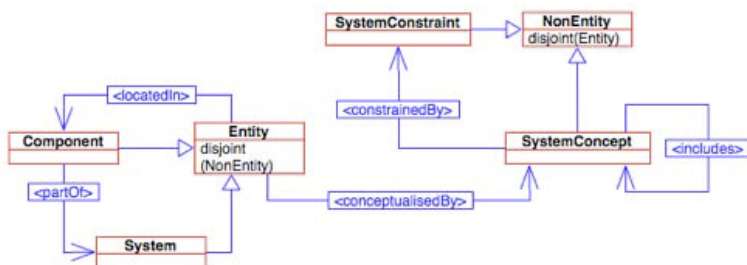 SystemConstraint
NonEntity
disjoint(Entity)
<locatedIn>
<constrainedBy>
Component
Entity
disjoint
(NonEntity)
SystemConcept
<includes>
<partOf>
<conceptualisedBy>
System